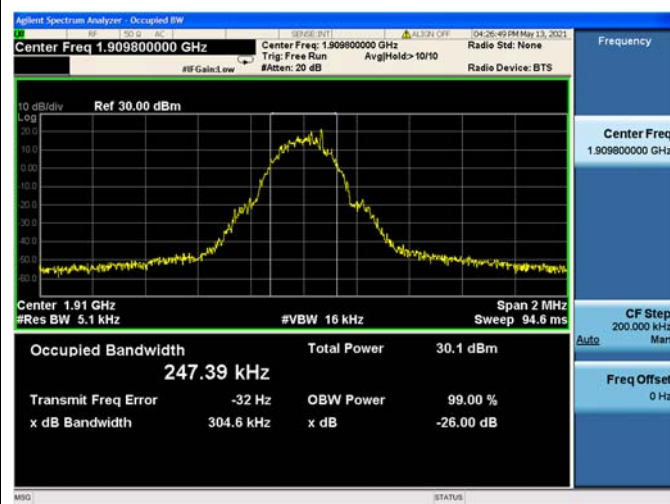 Agilent Spectrum Analyzer - Occupied BW
RF 50 Ω AC SENSE:INT ALIGN OFF 04:26:49 PM May 13, 2021
Center Freq 1.909800000 GHz
Center Freq: 1.909800000 GHz
Radio Std: None
Trig: Free Run Avg|Hold:> 10/10
#IFGain:Low #Atten: 20 dB Radio Device: BTS
Frequency
10 dB/div Ref 30.00 dBm
Log
20.0
10.0
0.00
-10.0
-20.0
-30.0
-40.0
-50.0
-60.0
Center 1.91 GHz Span 2 MHz
#Res BW 5.1 kHz #VBW 16 kHz Sweep 94.6 ms
Occupied Bandwidth Total Power 30.1 dBm
247.39 kHz
Transmit Freq Error -32 Hz OBW Power 99.00 %
x dB Bandwidth 304.6 kHz x dB -26.00 dB
Center Freq
1.909800000 GHz
CF Step
200.000 kHz
Auto Man
Freq Offset
0 Hz
MSG STATUS